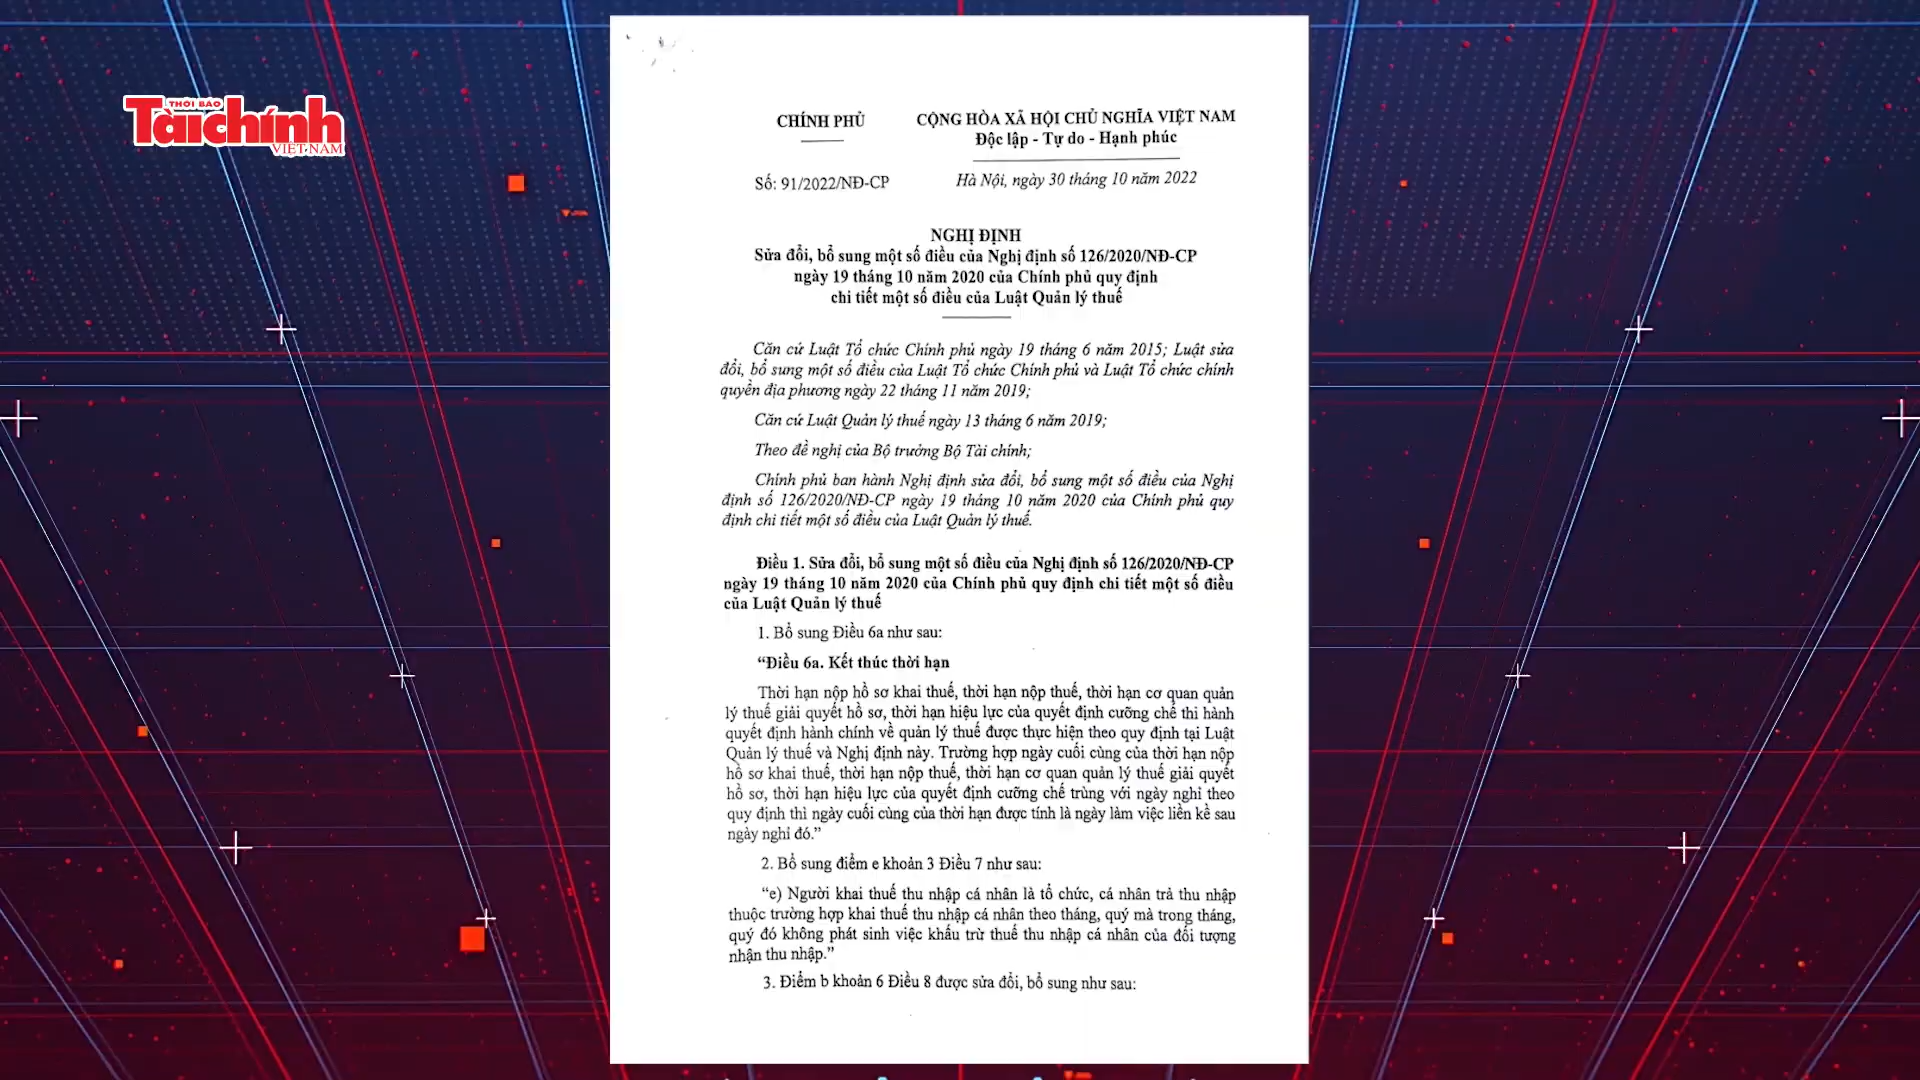 THỜI BÁO
Tài chính
VIỆT NAM
CHÍNH PHỦ
CỘNG HÒA XÃ HỘI CHỦ NGHĨA VIỆT NAM
Độc lập - Tự do - Hạnh phúc
Số: 91/2022/NĐ-CP
Hà Nội, ngày 30 tháng 10 năm 2022
NGHỊ ĐỊNH
Sửa đổi, bổ sung một số điều của Nghị định số 126/2020/NĐ-CP
ngày 19 tháng 10 năm 2020 của Chính phủ quy định
chi tiết một số điều của Luật Quản lý thuế
Căn cứ Luật Tổ chức Chính phủ ngày 19 tháng 6 năm 2015; Luật sửa
đổi, bổ sung một số điều của Luật Tổ chức Chính phủ và Luật Tổ chức chính
quyền địa phương ngày 22 tháng 11 năm 2019;
Căn cứ Luật Quản lý thuế ngày 13 tháng 6 năm 2019;
Theo đề nghị của Bộ trưởng Bộ Tài chính;
Chính phủ ban hành Nghị định sửa đổi, bổ sung một số điều của Nghị
định số 126/2020/NĐ-CP ngày 19 tháng 10 năm 2020 của Chính phủ quy
định chi tiết một số điều của Luật Quản lý thuế.
Điều 1. Sửa đổi, bổ sung một số điều của Nghị định số 126/2020/NĐ-CP
ngày 19 tháng 10 năm 2020 của Chính phủ quy định chi tiết một số điều
của Luật Quản lý thuế
1. Bổ sung Điều 6a như sau:
“Điều 6a. Kết thúc thời hạn
Thời hạn nộp hồ sơ khai thuế, thời hạn nộp thuế, thời hạn cơ quan quản
lý thuế giải quyết hồ sơ, thời hạn hiệu lực của quyết định cưỡng chế thi hành
quyết định hành chính về quản lý thuế được thực hiện theo quy định tại Luật
Quản lý thuế và Nghị định này. Trường hợp ngày cuối cùng của thời hạn nộp
hồ sơ khai thuế, thời hạn nộp thuế, thời hạn cơ quan quản lý thuế giải quyết
hồ sơ, thời hạn hiệu lực của quyết định cưỡng chế trùng với ngày nghỉ theo
quy định thì ngày cuối cùng của thời hạn được tính là ngày làm việc liền kề sau
ngày nghỉ đó.”
2. Bổ sung điểm e khoản 3 Điều 7 như sau:
“e) Người khai thuế thu nhập cá nhân là tổ chức, cá nhân trả thu nhập
thuộc trường hợp khai thuế thu nhập cá nhân theo tháng, quý mà trong tháng,
quý đó không phát sinh việc khấu trừ thuế thu nhập cá nhân của đối tượng
nhận thu nhập.”
3. Điểm b khoản 6 Điều 8 được sửa đổi, bổ sung như sau: